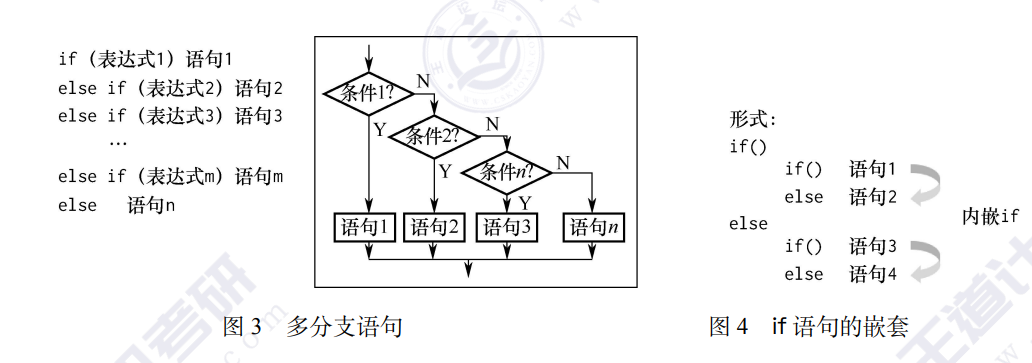 if (表达式1) 语句1
else if (表达式2) 语句2
else if (表达式3) 语句3
…
else if (表达式m) 语句m
else 语句n
条件1?
N
Y
条件2?
N
Y
条件n?
N
Y
语句1
语句2
语句3
语句n
图 3 多分支语句
形式:
if()
if() 语句1
else 语句2
else
if() 语句3
else 语句4
内嵌if
图 4 if 语句的嵌套